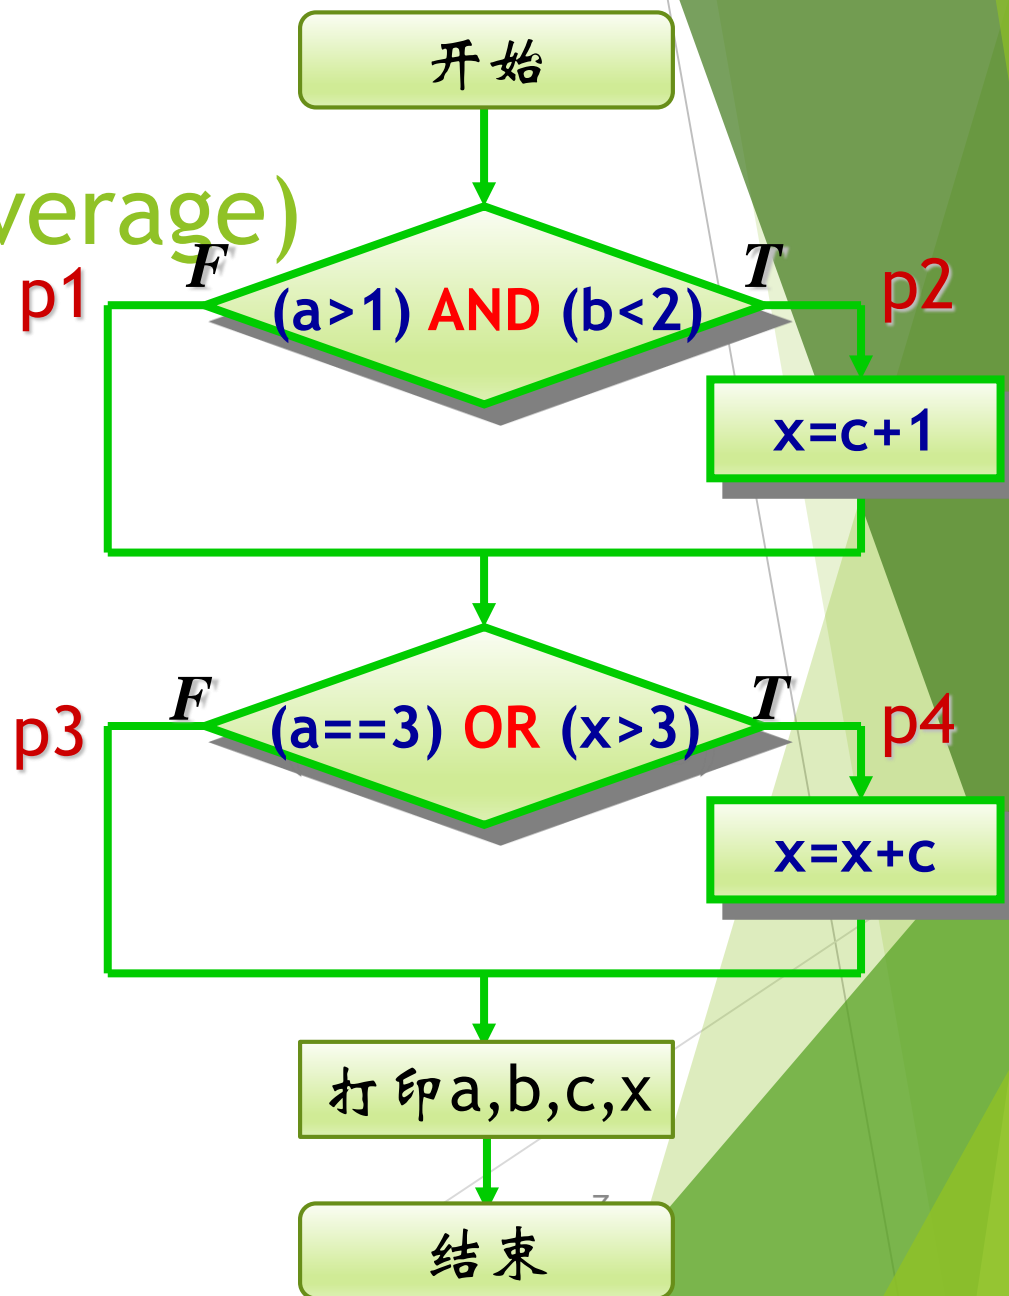 开始
verage)
F
T
p1
p2
(a>1) AND (b<2)
x=c+1
F
T
p3
p4
(a==3) OR (x>3)
x=x+c
打印a,b,c,x
结束